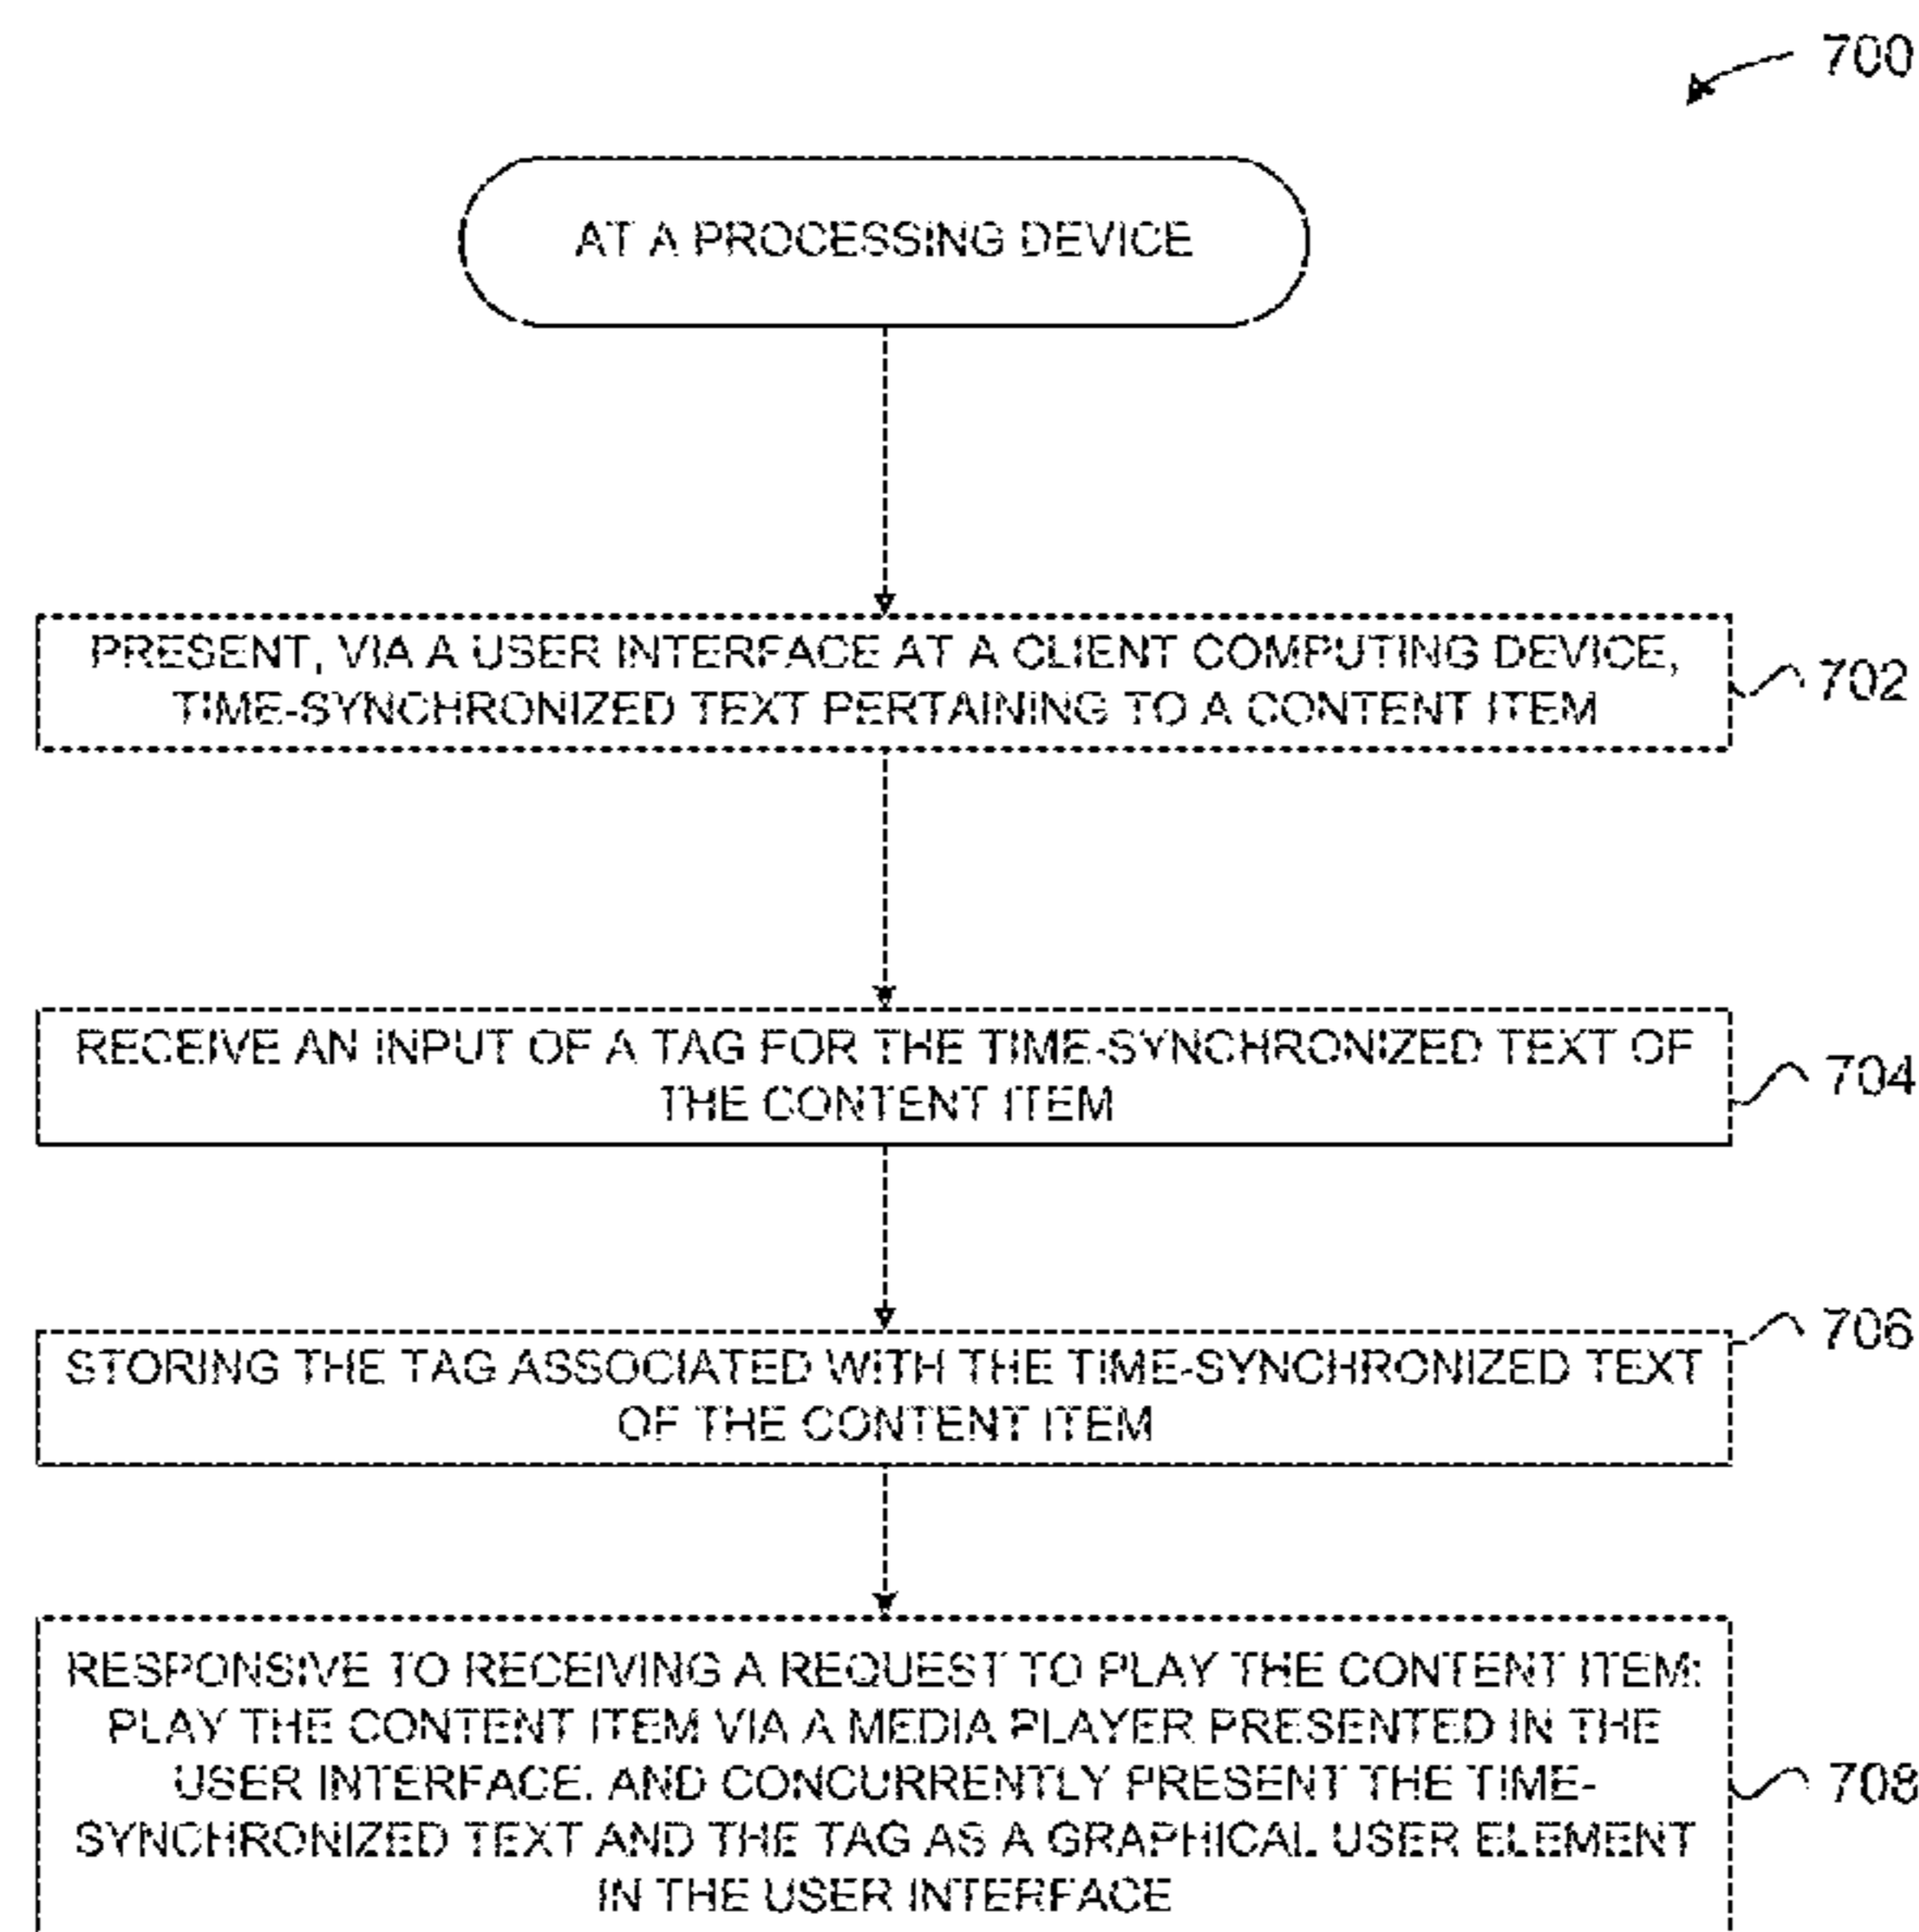 700
AT A PROCESSING DEVICE
PRESENT, VIA A USER INTERFACE AT A CLIENT COMPUTING DEVICE,
TIME-SYNCHRONIZED TEXT PERTAINING TO A CONTENT ITEM
702
RECEIVE AN INPUT OF A TAG FOR THE TIME-SYNCHRONIZED TEXT OF
THE CONTENT ITEM
704
STORING THE TAG ASSOCIATED WITH THE TIME-SYNCHRONIZED TEXT
OF THE CONTENT ITEM
706
RESPONSIVE TO RECEIVING A REQUEST TO PLAY THE CONTENT ITEM:
PLAY THE CONTENT ITEM VIA A MEDIA PLAYER PRESENTED IN THE
USER INTERFACE, AND CONCURRENTLY PRESENT THE TIME-
SYNCHRONIZED TEXT AND THE TAG AS A GRAPHICAL USER ELEMENT
IN THE USER INTERFACE
708